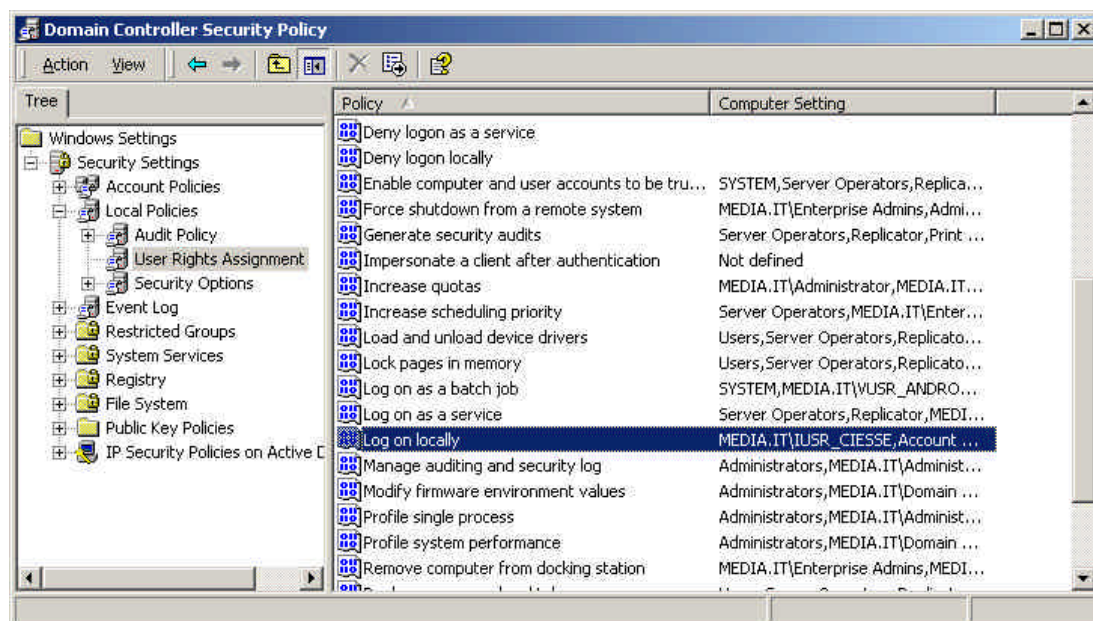 Domain Controller Security Policy
Action View
Tree
Windows Settings
Security Settings
Account Policies
Local Policies
Audit Policy
User Rights Assignment
Security Options
Event Log
Restricted Groups
System Services
Registry
File System
Public Key Policies
IP Security Policies on Active D
Policy Computer Setting
Deny logon as a service
Deny logon locally
Enable computer and user accounts to be tru... SYSTEM,Server Operators,Replica...
Force shutdown from a remote system MEDIA.IT\Enterprise Admins,Admi...
Generate security audits Server Operators,Replicator,Print ...
Impersonate a client after authentication Not defined
Increase quotas MEDIA.IT\Administrator,MEDIA.IT...
Increase scheduling priority Server Operators,MEDIA.IT\Enter...
Load and unload device drivers Users,Server Operators,Replicato...
Lock pages in memory Users,Server Operators,Replicato...
Log on as a batch job SYSTEM,MEDIA.IT\VUSR_ANDRO...
Log on as a service Server Operators,Replicator,MEDI...
Log on locally MEDIA.IT\IUSR_CIESSE,Account ...
Manage auditing and security log Administrators,MEDIA.IT\Administ...
Modify firmware environment values Administrators,MEDIA.IT\Domain ...
Profile single process Administrators,MEDIA.IT\Administ...
Profile system performance Administrators,MEDIA.IT\Domain ...
Remove computer from docking station MEDIA.IT\Enterprise Admins,MEDI...